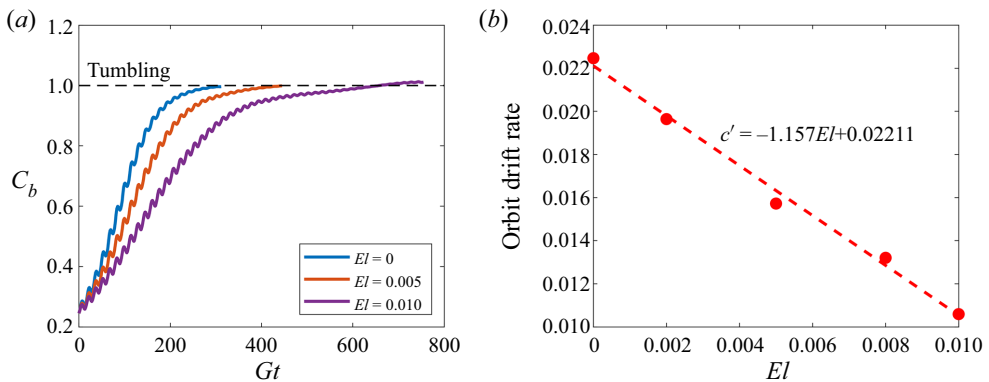 (a)
1.2
1.0
0.8
0.6
0.4
0.2
C_b
Tumbling
El = 0
El = 0.005
El = 0.010
0
200
400
600
800
Gt
(b)
0.024
0.022
0.020
0.018
0.016
0.014
0.012
0.010
Orbit drift rate
c′ = –1.157El+0.02211
0
0.002
0.004
0.006
0.008
0.010
El